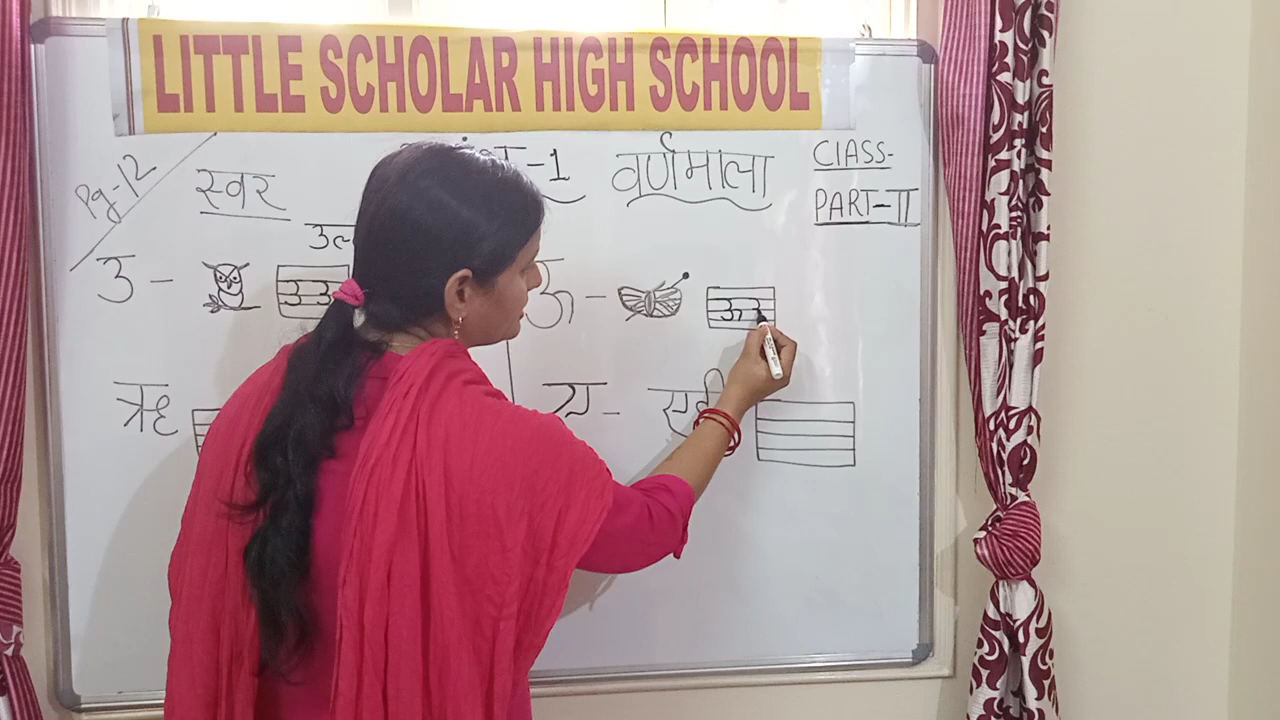 LITTLE SCHOLAR HIGH SCHOOL
Pg-12
स्वर
-1
वर्णमाला
CLASS-
PART-II
उ -
उ उ
ऊ -
ऊ
ऋ